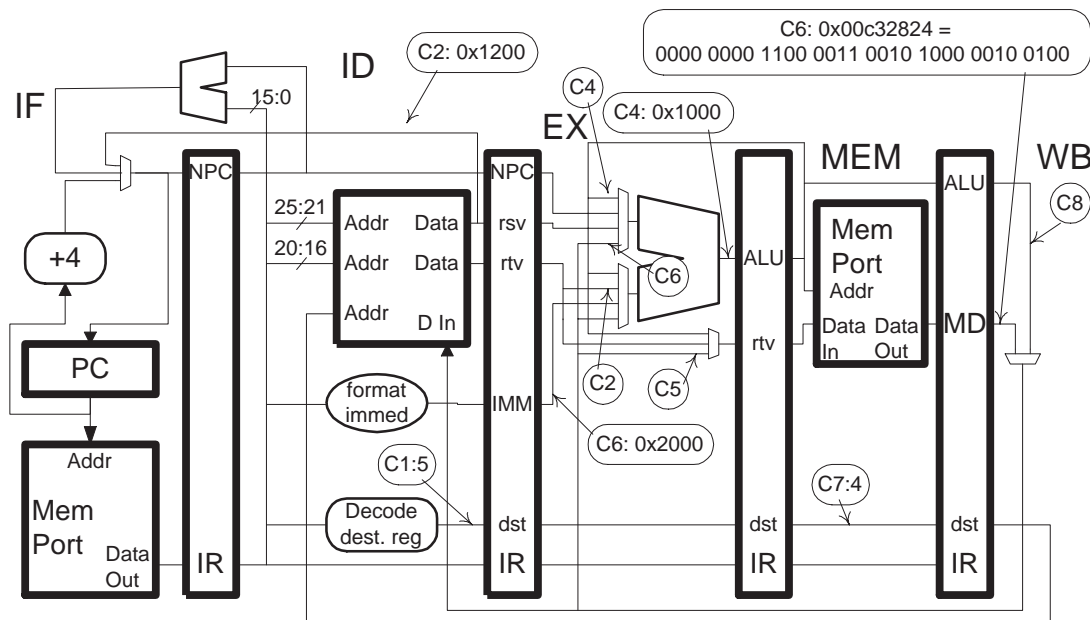 C6: 0x00c32824 =
0000 0000 1100 0011 0010 1000 0010 0100
C2: 0x1200
ID
IF
15:0
C4
C4: 0x1000
EX
MEM
WB
NPC
NPC
ALU
C8
25:21
Addr
Data
rsv
20:16
Addr
Data
rtv
+4
C6
ALU
Mem
Port
Addr
Addr
D In
C2
MD
Data
In
Data
Out
rtv
PC
C5
format
immed
IMM
C6: 0x2000
Addr
C1:5
C7:4
Mem
Port
Decode
dest. reg
dst
dst
dst
Data
Out
IR
IR
IR
IR